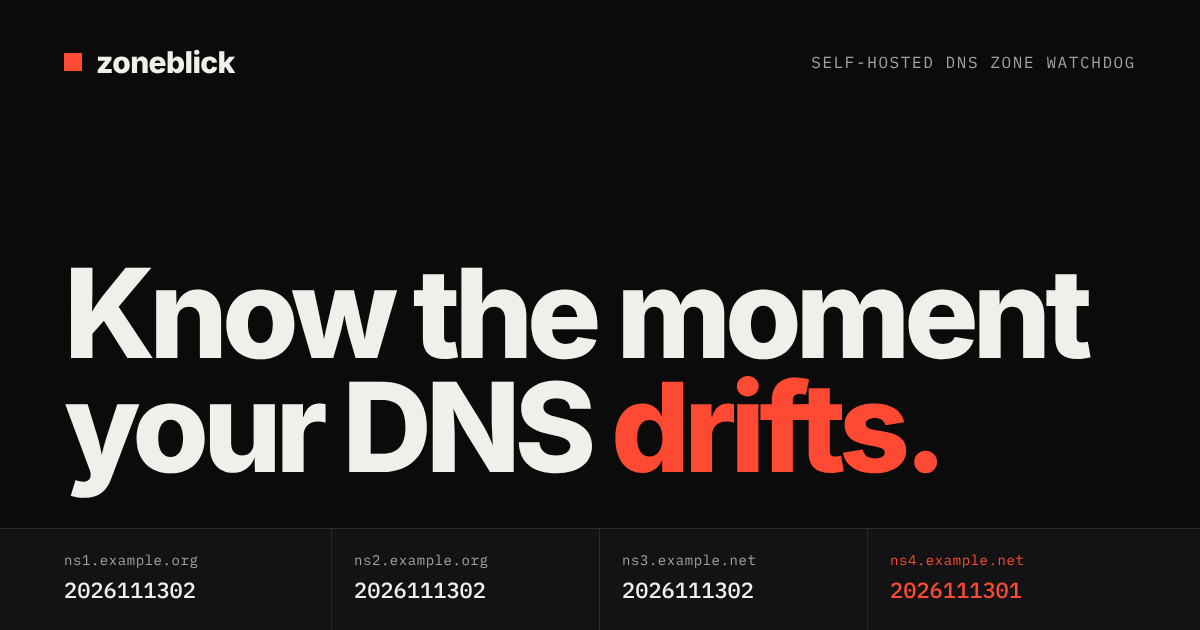 zoneblick
SELF-HOSTED DNS ZONE WATCHDOG
Know the moment
your DNS drifts.
ns1.example.org
2026111302
ns2.example.org
2026111302
ns3.example.net
2026111302
ns4.example.net
2026111301